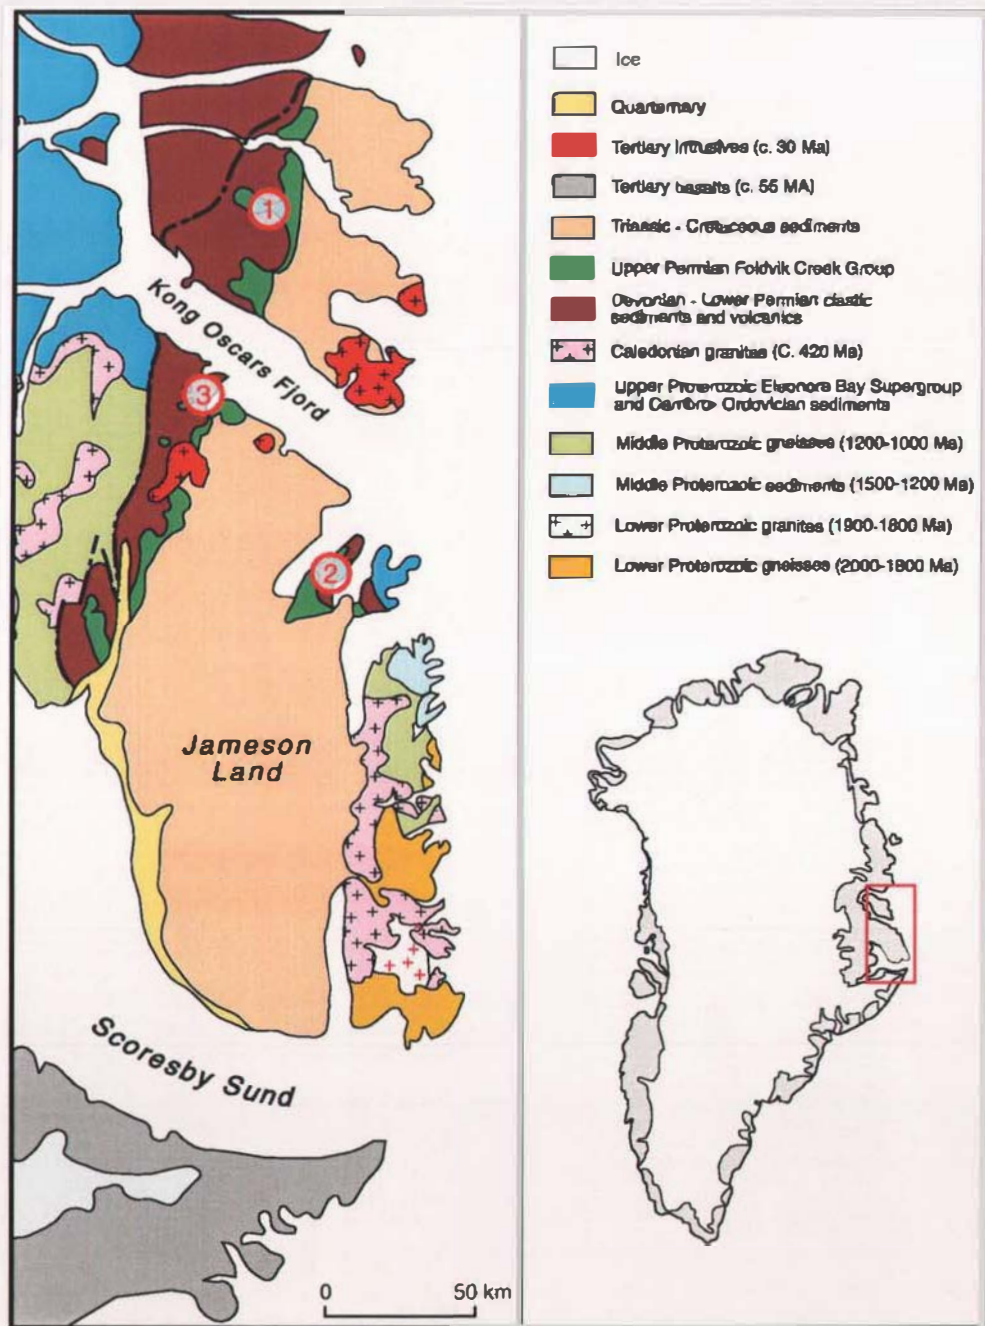 1
Kong Oscars Fjord
3
2
Jameson
Land
Scoresby Sund
0 50 km
Ice
Quarternary
Tertiary Intrusives (c. 30 Ma)
Tertiary basalts (c. 55 MA)
Triassic - Cretaceous sediments
Upper Permian Foldvik Creek Group
Devonian - Lower Permian clastic
sediments and volcanics
Caledonian granites (C. 420 Ma)
Upper Proterozoic Eleonore Bay Supergroup
and Cambro- Ordovician sediments
Middle Proterozoic gneisses (1200-1000 Ma)
Middle Proterozoic sediments (1500-1200 Ma)
Lower Proterozoic granites (1900-1800 Ma)
Lower Proterozoic gneisses (2000-1800 Ma)